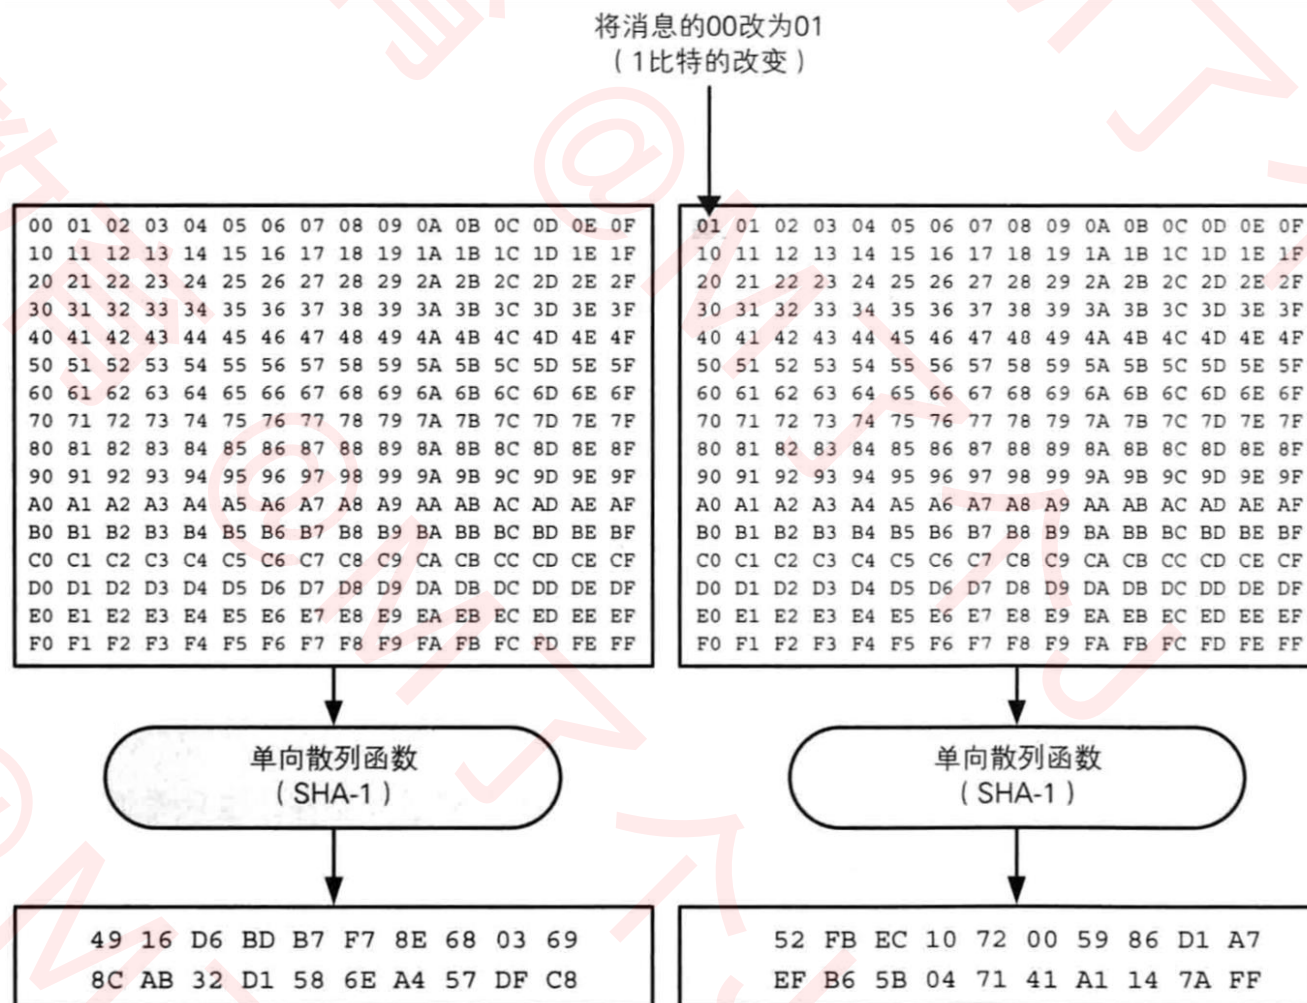 将消息的00改为01
（1比特的改变）
00 01 02 03 04 05 06 07 08 09 0A 0B 0C 0D 0E 0F
10 11 12 13 14 15 16 17 18 19 1A 1B 1C 1D 1E 1F
20 21 22 23 24 25 26 27 28 29 2A 2B 2C 2D 2E 2F
30 31 32 33 34 35 36 37 38 39 3A 3B 3C 3D 3E 3F
40 41 42 43 44 45 46 47 48 49 4A 4B 4C 4D 4E 4F
50 51 52 53 54 55 56 57 58 59 5A 5B 5C 5D 5E 5F
60 61 62 63 64 65 66 67 68 69 6A 6B 6C 6D 6E 6F
70 71 72 73 74 75 76 77 78 79 7A 7B 7C 7D 7E 7F
80 81 82 83 84 85 86 87 88 89 8A 8B 8C 8D 8E 8F
90 91 92 93 94 95 96 97 98 99 9A 9B 9C 9D 9E 9F
A0 A1 A2 A3 A4 A5 A6 A7 A8 A9 AA AB AC AD AE AF
B0 B1 B2 B3 B4 B5 B6 B7 B8 B9 BA BB BC BD BE BF
C0 C1 C2 C3 C4 C5 C6 C7 C8 C9 CA CB CC CD CE CF
D0 D1 D2 D3 D4 D5 D6 D7 D8 D9 DA DB DC DD DE DF
E0 E1 E2 E3 E4 E5 E6 E7 E8 E9 EA EB EC ED EE EF
F0 F1 F2 F3 F4 F5 F6 F7 F8 F9 FA FB FC FD FE FF
单向散列函数
（SHA-1）
49 16 D6 BD B7 F7 8E 68 03 69
8C AB 32 D1 58 6E A4 57 DF C8
01 01 02 03 04 05 06 07 08 09 0A 0B 0C 0D 0E 0F
10 11 12 13 14 15 16 17 18 19 1A 1B 1C 1D 1E 1F
20 21 22 23 24 25 26 27 28 29 2A 2B 2C 2D 2E 2F
30 31 32 33 34 35 36 37 38 39 3A 3B 3C 3D 3E 3F
40 41 42 43 44 45 46 47 48 49 4A 4B 4C 4D 4E 4F
50 51 52 53 54 55 56 57 58 59 5A 5B 5C 5D 5E 5F
60 61 62 63 64 65 66 67 68 69 6A 6B 6C 6D 6E 6F
70 71 72 73 74 75 76 77 78 79 7A 7B 7C 7D 7E 7F
80 81 82 83 84 85 86 87 88 89 8A 8B 8C 8D 8E 8F
90 91 92 93 94 95 96 97 98 99 9A 9B 9C 9D 9E 9F
A0 A1 A2 A3 A4 A5 A6 A7 A8 A9 AA AB AC AD AE AF
B0 B1 B2 B3 B4 B5 B6 B7 B8 B9 BA BB BC BD BE BF
C0 C1 C2 C3 C4 C5 C6 C7 C8 C9 CA CB CC CD CE CF
D0 D1 D2 D3 D4 D5 D6 D7 D8 D9 DA DB DC DD DE DF
E0 E1 E2 E3 E4 E5 E6 E7 E8 E9 EA EB EC ED EE EF
F0 F1 F2 F3 F4 F5 F6 F7 F8 F9 FA FB FC FD FE FF
单向散列函数
（SHA-1）
52 FB EC 10 72 00 59 86 D1 A7
EF B6 5B 04 71 41 A1 14 7A FF